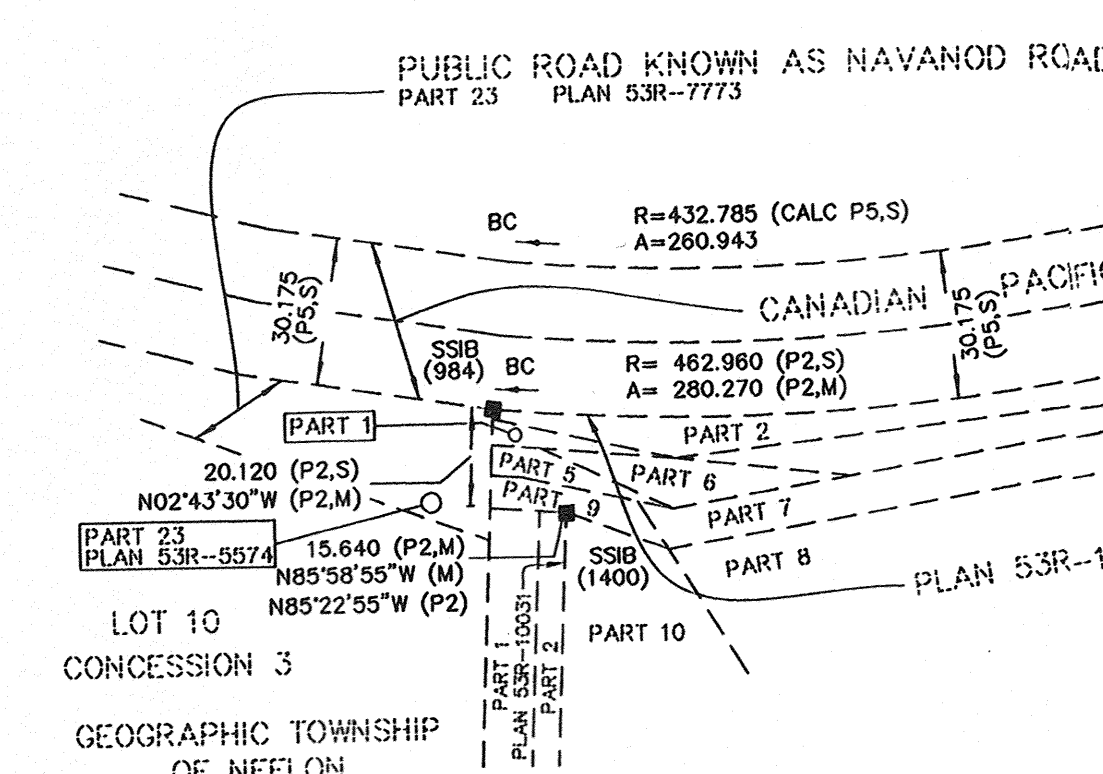 PUBLIC ROAD KNOWN AS NAVANOD ROAD
PART 23 PLAN 53R--7773
BC
R=432.785 (CALC P5,S)
A=260.943
30.175
(P5,S)
CANADIAN PACIFIC
30.175
(P5,S)
SSIB
(984)
BC
R= 462.960 (P2,S)
A= 280.270 (P2,M)
PART 1
PART 2
20.120 (P2,S)
N02°43'30"W (P2,M)
PART 5
PART 6
PART 9
PART 7
PART 23
PLAN 53R--5574
15.640 (P2,M)
N85°58'55"W (M)
N85°22'55"W (P2)
SSIB
(1400)
PART 8
PLAN 53R--1
LOT 10
CONCESSION 3
PART 10
PART 1
PLAN 53R-10031
PART 2
GEOGRAPHIC TOWNSHIP
OF NEELON